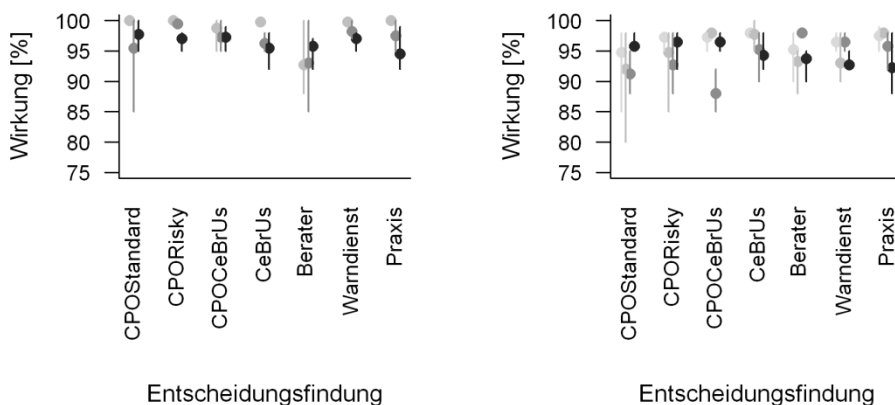 Wirkung [%]
100
95
90
85
80
75
CPOStandard
CPORisky
CPOCeBrUs
CeBrUs
Berater
Warndienst
Praxis
Entscheidungsfindung
Wirkung [%]
100
95
90
85
80
75
CPOStandard
CPORisky
CPOCeBrUs
CeBrUs
Berater
Warndienst
Praxis
Entscheidungsfindung